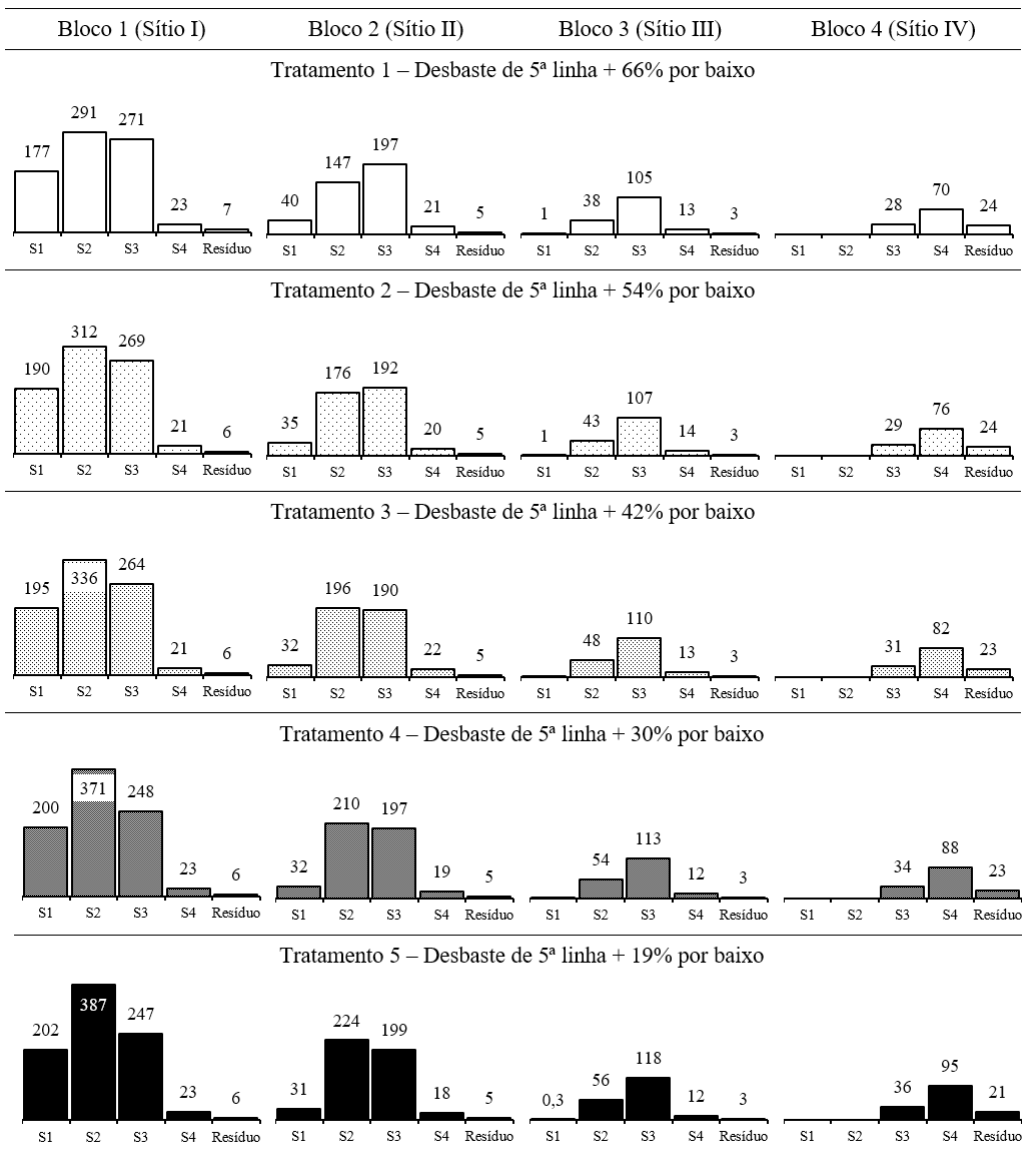 Bloco 1 (Sítio I) Bloco 2 (Sítio II) Bloco 3 (Sítio III) Bloco 4 (Sítio IV)
Tratamento 1 – Desbaste de 5ª linha + 66% por baixo
177 291 271 23 7 40 147 197 21 5 1 38 105 13 3 28 70 24
S1 S2 S3 S4 Resíduo S1 S2 S3 S4 Resíduo S1 S2 S3 S4 Resíduo S1 S2 S3 S4 Resíduo
Tratamento 2 – Desbaste de 5ª linha + 54% por baixo
190 312 269 21 6 35 176 192 20 5 1 43 107 14 3 29 76 24
S1 S2 S3 S4 Resíduo S1 S2 S3 S4 Resíduo S1 S2 S3 S4 Resíduo S1 S2 S3 S4 Resíduo
Tratamento 3 – Desbaste de 5ª linha + 42% por baixo
195 336 264 21 6 32 196 190 22 5 48 110 13 3 31 82 23
S1 S2 S3 S4 Resíduo S1 S2 S3 S4 Resíduo S1 S2 S3 S4 Resíduo S1 S2 S3 S4 Resíduo
Tratamento 4 – Desbaste de 5ª linha + 30% por baixo
200 371 248 23 6 32 210 197 19 5 54 113 12 3 34 88 23
S1 S2 S3 S4 Resíduo S1 S2 S3 S4 Resíduo S1 S2 S3 S4 Resíduo S1 S2 S3 S4 Resíduo
Tratamento 5 – Desbaste de 5ª linha + 19% por baixo
202 387 247 23 6 31 224 199 18 5 0,3 56 118 12 3 36 95 21
S1 S2 S3 S4 Resíduo S1 S2 S3 S4 Resíduo S1 S2 S3 S4 Resíduo S1 S2 S3 S4 Resíduo